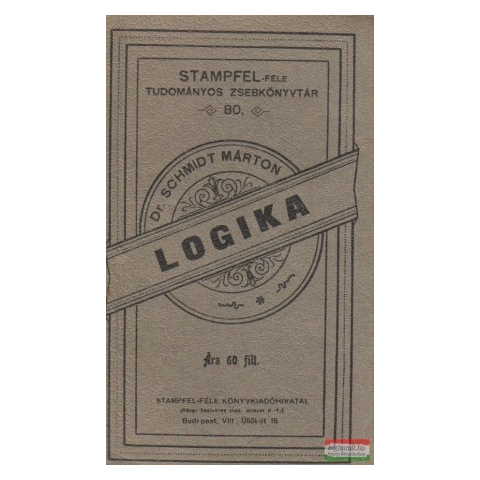 STAMPFEL-FÉLE
TUDOMÁNYOS ZSEBKÖNYVTÁR
80.
Dr. SCHMIDT MÁRTON
LOGIKA
Ára 60 fill.
STAMPFEL-FÉLE KÖNYVKIADÓHIVATAL
Budapest, VIII, Üllői-út 18.